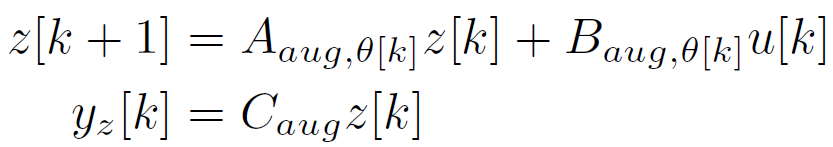 z[k + 1] = A_{aug,θ[k]}z[k] + B_{aug,θ[k]}u[k]
y_z[k] = C_{aug}z[k]